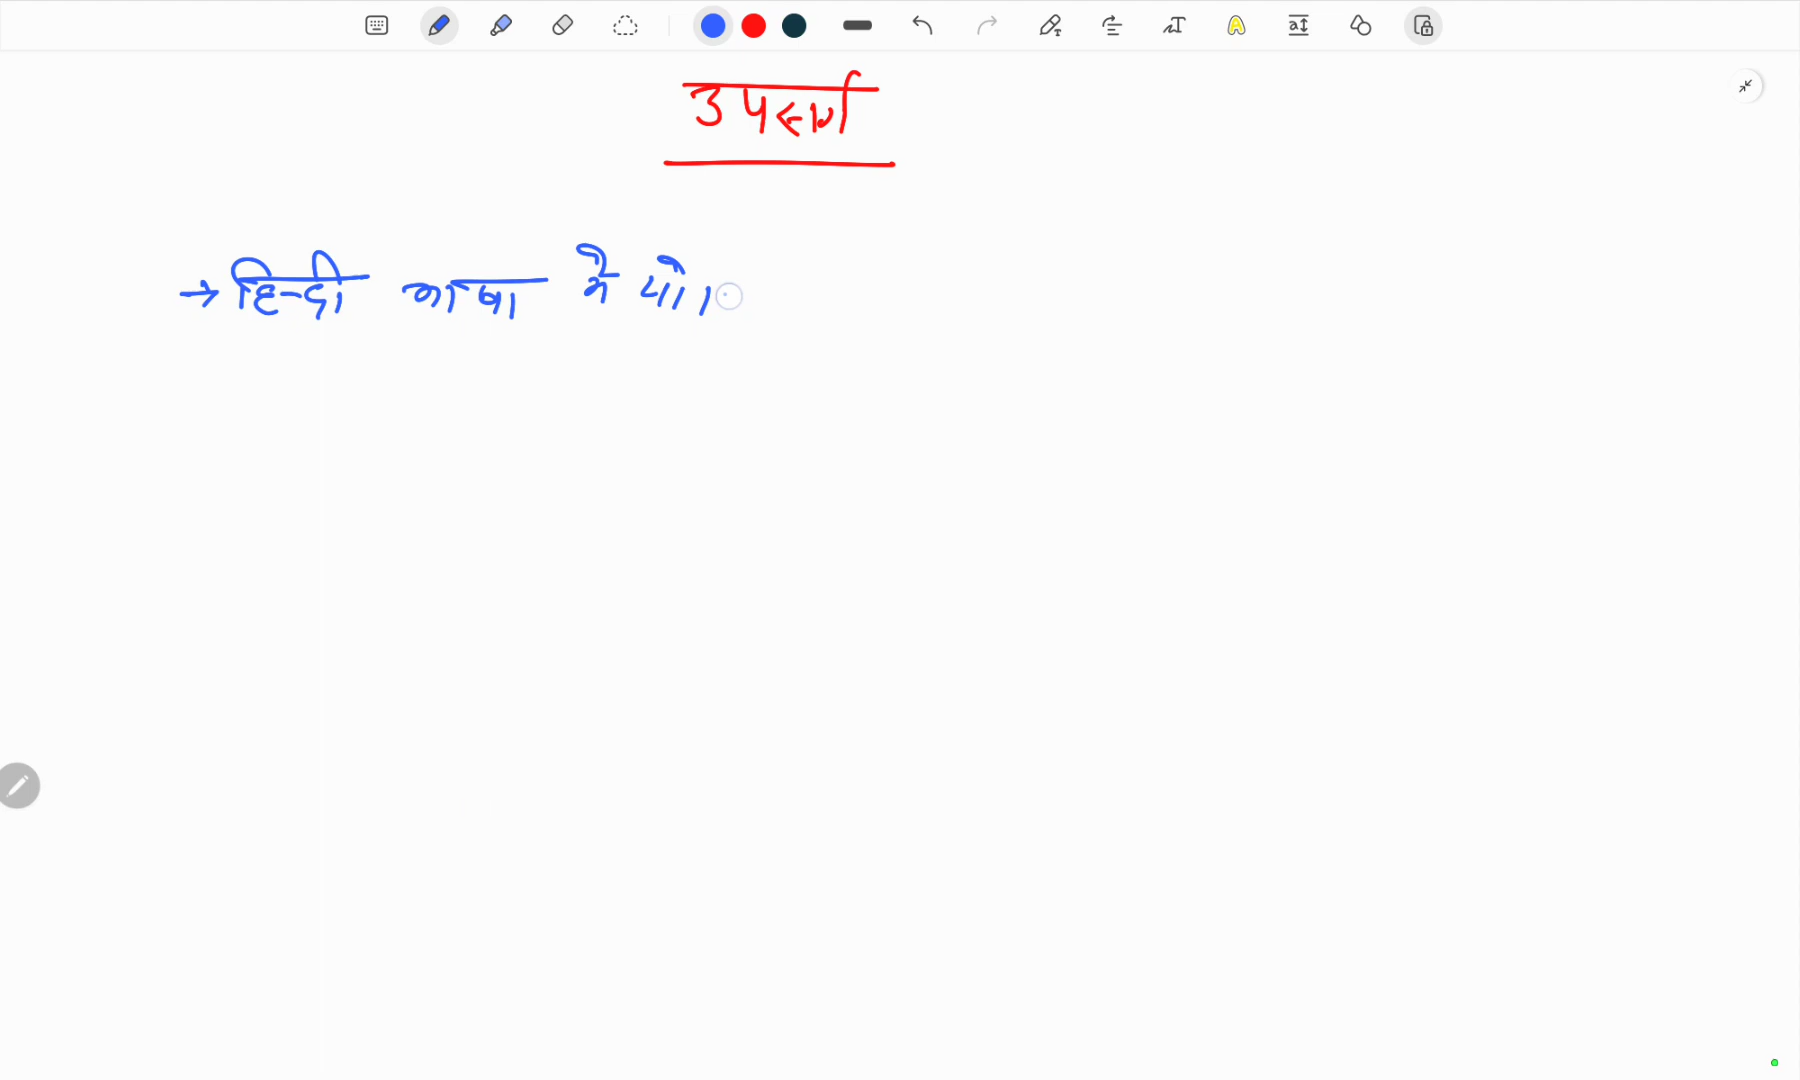 उपसर्ग
→ हिन्दी भाषा में यो